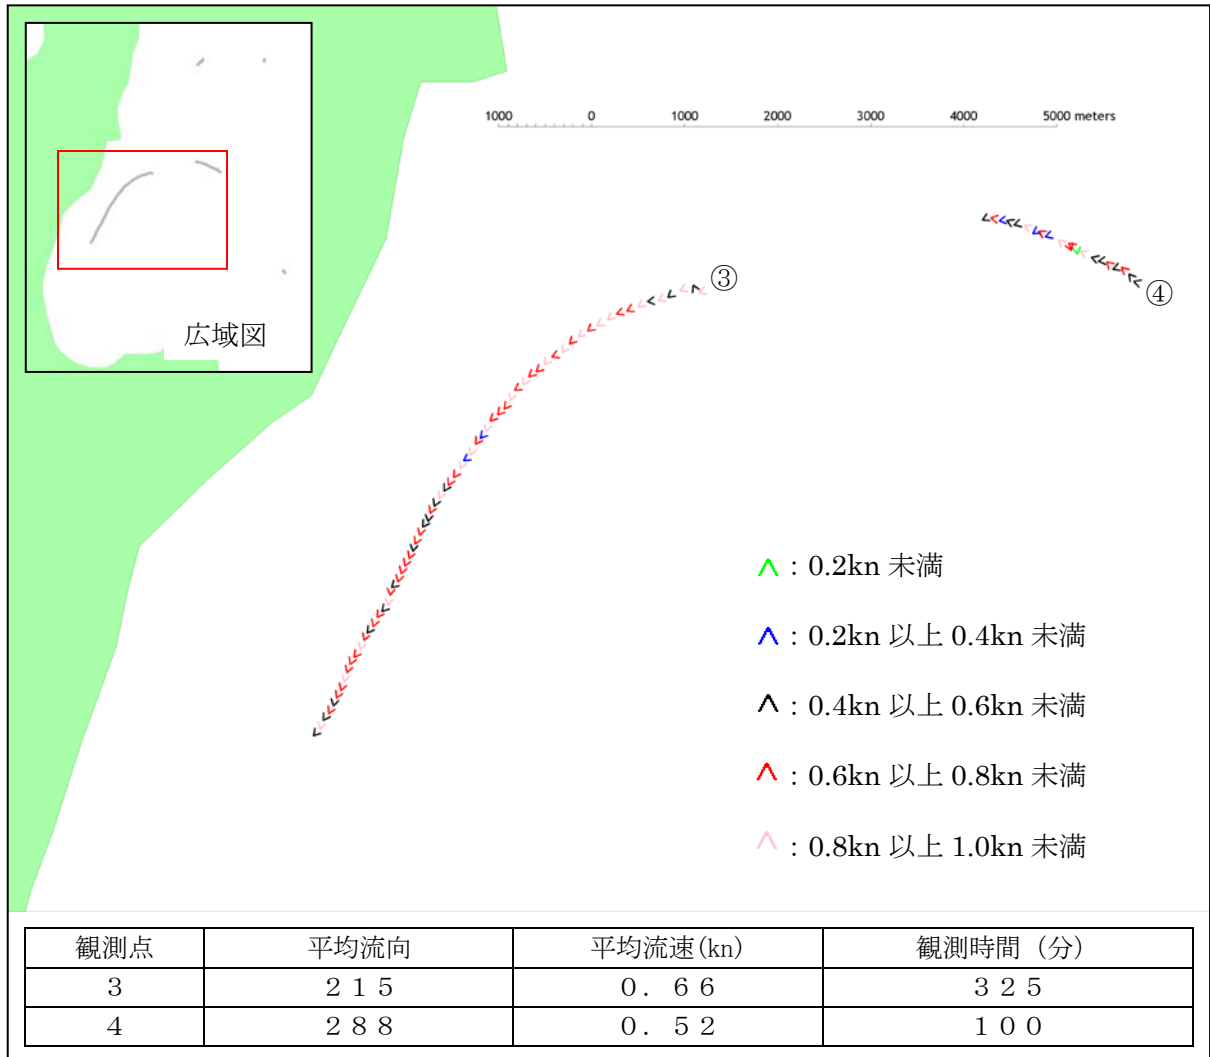 広域図
1000 0 1000 2000 3000 4000 5000 meters
③
④
: 0.2kn 未満
: 0.2kn 以上 0.4kn 未満
: 0.4kn 以上 0.6kn 未満
: 0.6kn 以上 0.8kn 未満
: 0.8kn 以上 1.0kn 未満
観測点 平均流向 平均流速(kn) 観測時間（分）
3 215 0.66 325
4 288 0.52 100